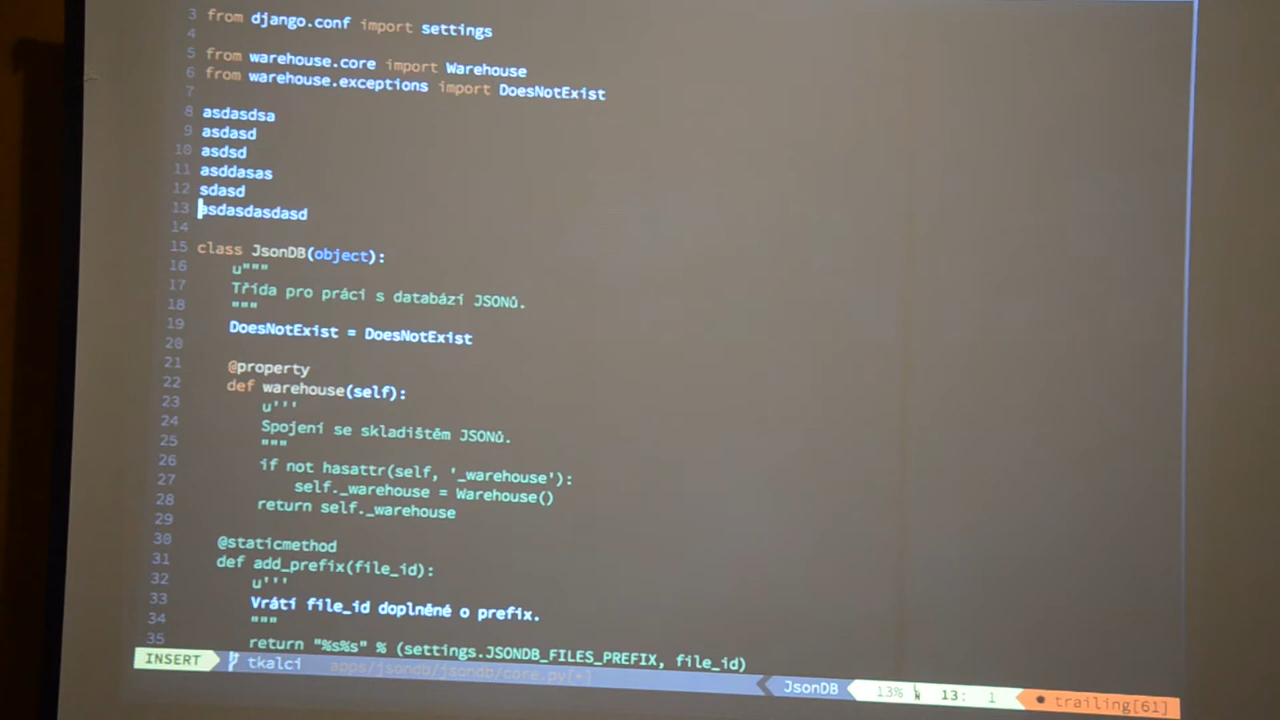 3 from django.conf import settings
4
5 from warehouse.core import Warehouse
6 from warehouse.exceptions import DoesNotExist
7
8 asdasdsa
9 asdasd
10 asdsd
11 asddasas
12 sdasd
13 asdasdasdasd
14
15 class JsonDB(object):
16 u"""
17 Třída pro práci s databází JSONů.
18 """
19 DoesNotExist = DoesNotExist
20
21 @property
22 def warehouse(self):
23 u'''
24 Spojení se skladištěm JSONů.
25 """
26 if not hasattr(self, '_warehouse'):
27 self._warehouse = Warehouse()
28 return self._warehouse
29
30 @staticmethod
31 def add_prefix(file_id):
32 u'''
33 Vrátí file_id doplněné o prefix.
34 """
35 return "%s%s" % (settings.JSONDB_FILES_PREFIX, file_id)
INSERT tkalci apps/jsondb/jsondb/core.py[+] JsonDB 13% 13: 1 trailing[61]